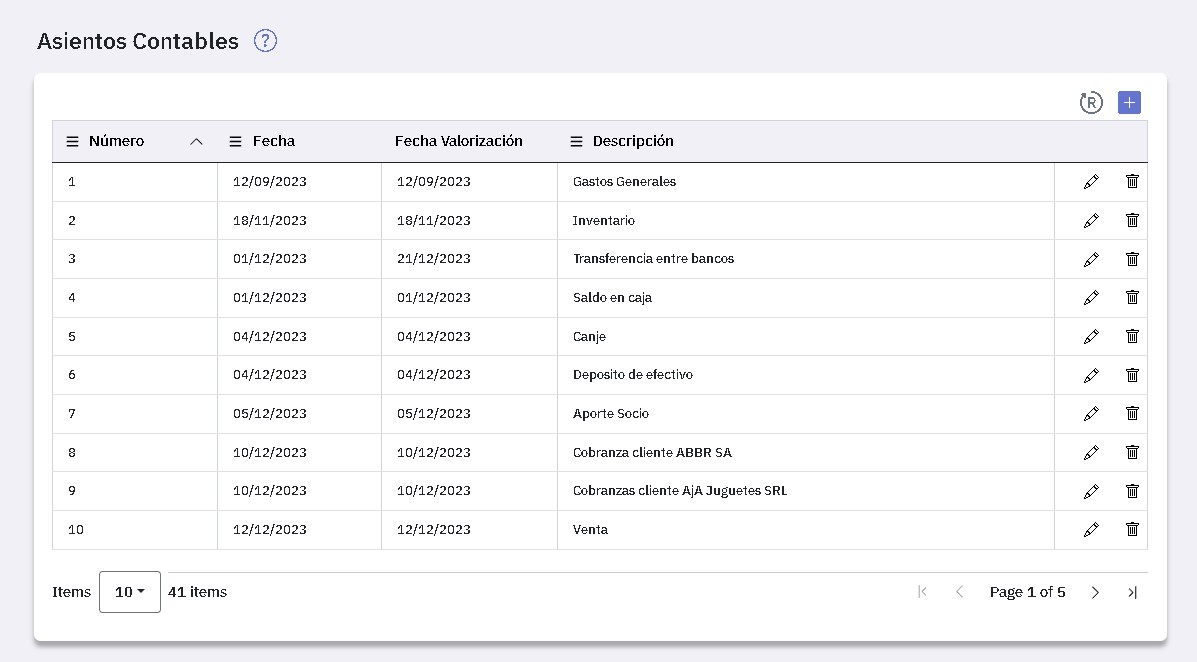 Asientos Contables ?
R +
Número Fecha Fecha Valorización Descripción
1 12/09/2023 12/09/2023 Gastos Generales
2 18/11/2023 18/11/2023 Inventario
3 01/12/2023 21/12/2023 Transferencia entre bancos
4 01/12/2023 01/12/2023 Saldo en caja
5 04/12/2023 04/12/2023 Canje
6 04/12/2023 04/12/2023 Deposito de efectivo
7 05/12/2023 05/12/2023 Aporte Socio
8 10/12/2023 10/12/2023 Cobranza cliente ABBR SA
9 10/12/2023 10/12/2023 Cobranzas cliente AjA Juguetes SRL
10 12/12/2023 12/12/2023 Venta
Items 10 41 items Page 1 of 5